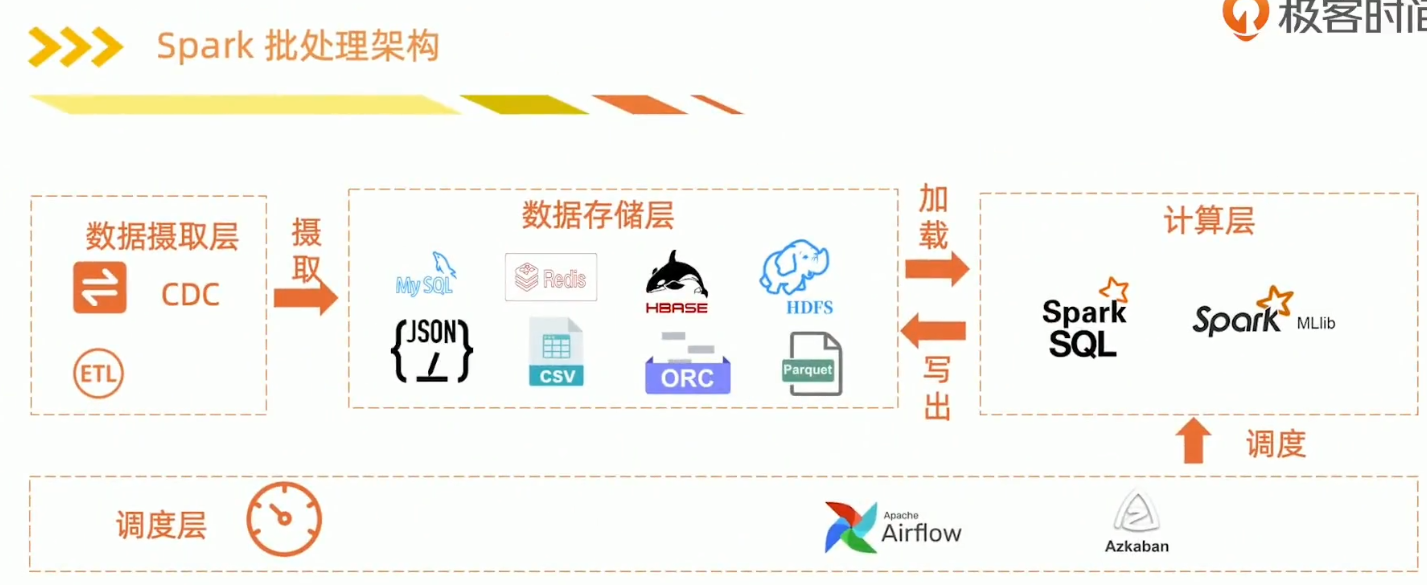 极客时间
Spark 批处理架构
数据摄取层
CDC
ETL
摄取
数据存储层
MySQL
Redis
HBASE
HDFS
{JSON}
CSV
ORC
Parquet
加载
写出
计算层
Spark SQL
Spark MLlib
调度
调度层
Apache Airflow
Azkaban